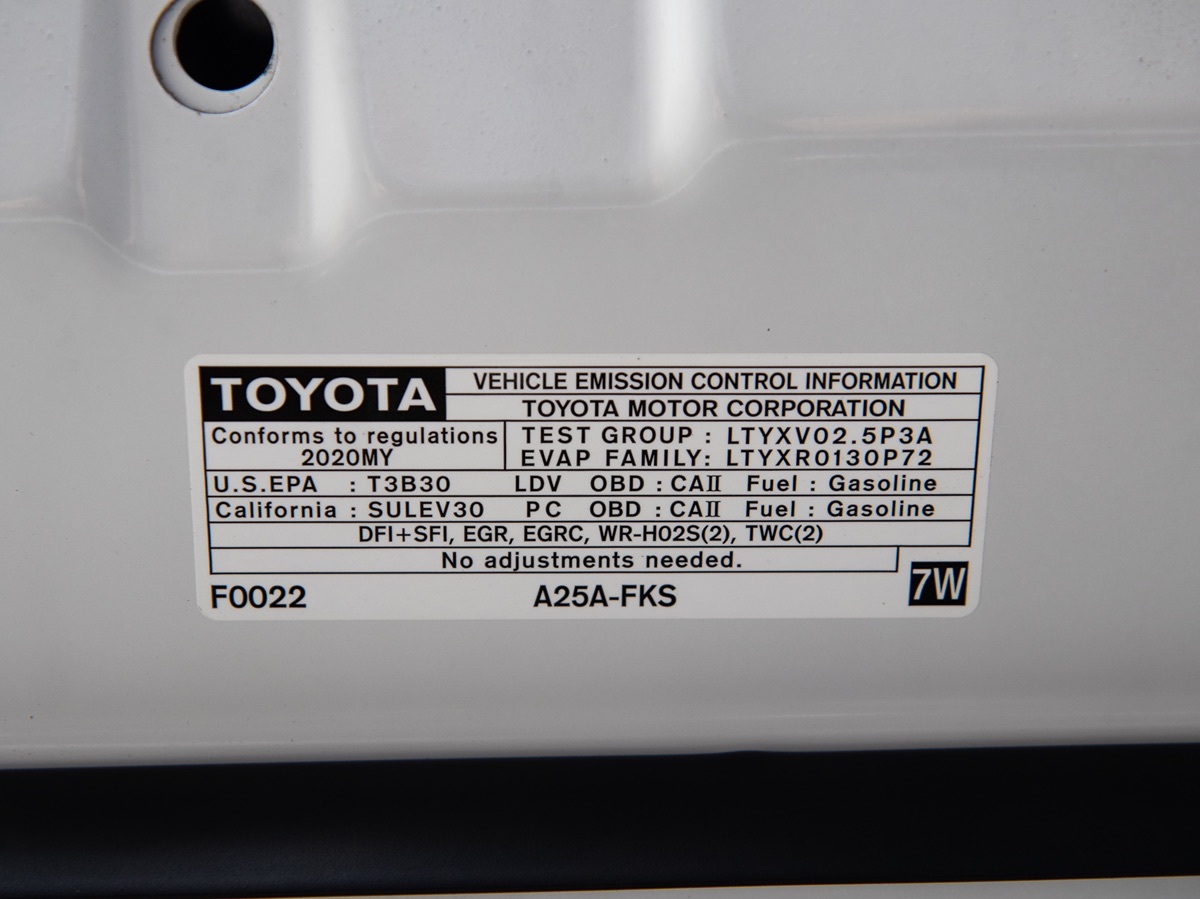 TOYOTA VEHICLE EMISSION CONTROL INFORMATION
TOYOTA MOTOR CORPORATION
Conforms to regulations TEST GROUP : LTYXV02.5P3A
2020MY EVAP FAMILY: LTYXR0130P72
U.S.EPA : T3B30 LDV OBD : CAII Fuel : Gasoline
California : SULEV30 PC OBD : CAII Fuel : Gasoline
DFI+SFI, EGR, EGRC, WR-HO2S(2), TWC(2)
No adjustments needed.
F0022 A25A-FKS 7W